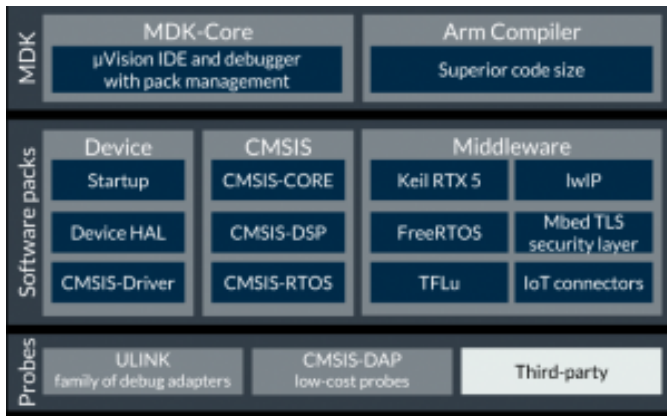 MDK
MDK-Core
µVision IDE and debugger
with pack management
Arm Compiler
Superior code size
Software packs
Device
Startup
Device HAL
CMSIS-Driver
CMSIS
CMSIS-CORE
CMSIS-DSP
CMSIS-RTOS
Middleware
Keil RTX 5
lwIP
FreeRTOS
Mbed TLS
security layer
TFLu
IoT connectors
Probes
ULINK
family of debug adapters
CMSIS-DAP
low-cost probes
Third-party